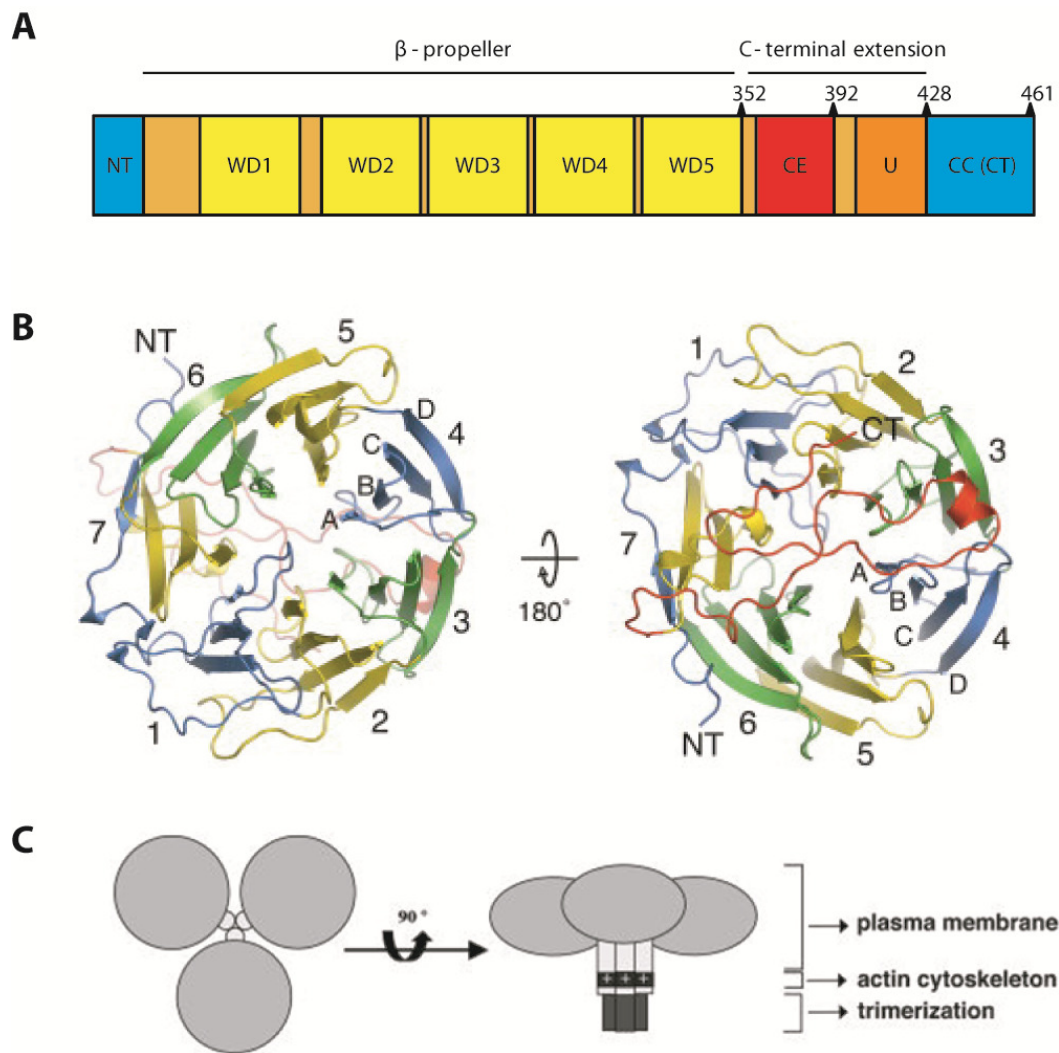 A
β - propeller
C- terminal extension
352
392
428
461
NT
WD1
WD2
WD3
WD4
WD5
CE
U
CC (CT)
B
NT
6
5
D
4
C
B
A
7
3
1
2
180°
1
2
CT
3
7
A
B
C
4
D
NT
6
5
C
90 °
+ + +
plasma membrane
actin cytoskeleton
trimerization